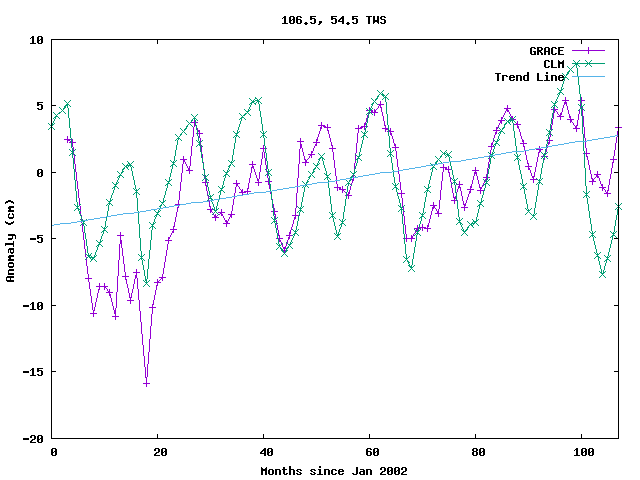 106.5, 54.5 TWS
GRACE
CLM
Trend Line
10
5
0
-5
-10
-15
-20
Anomaly (cm)
0 20 40 60 80 100
Months since Jan 2002